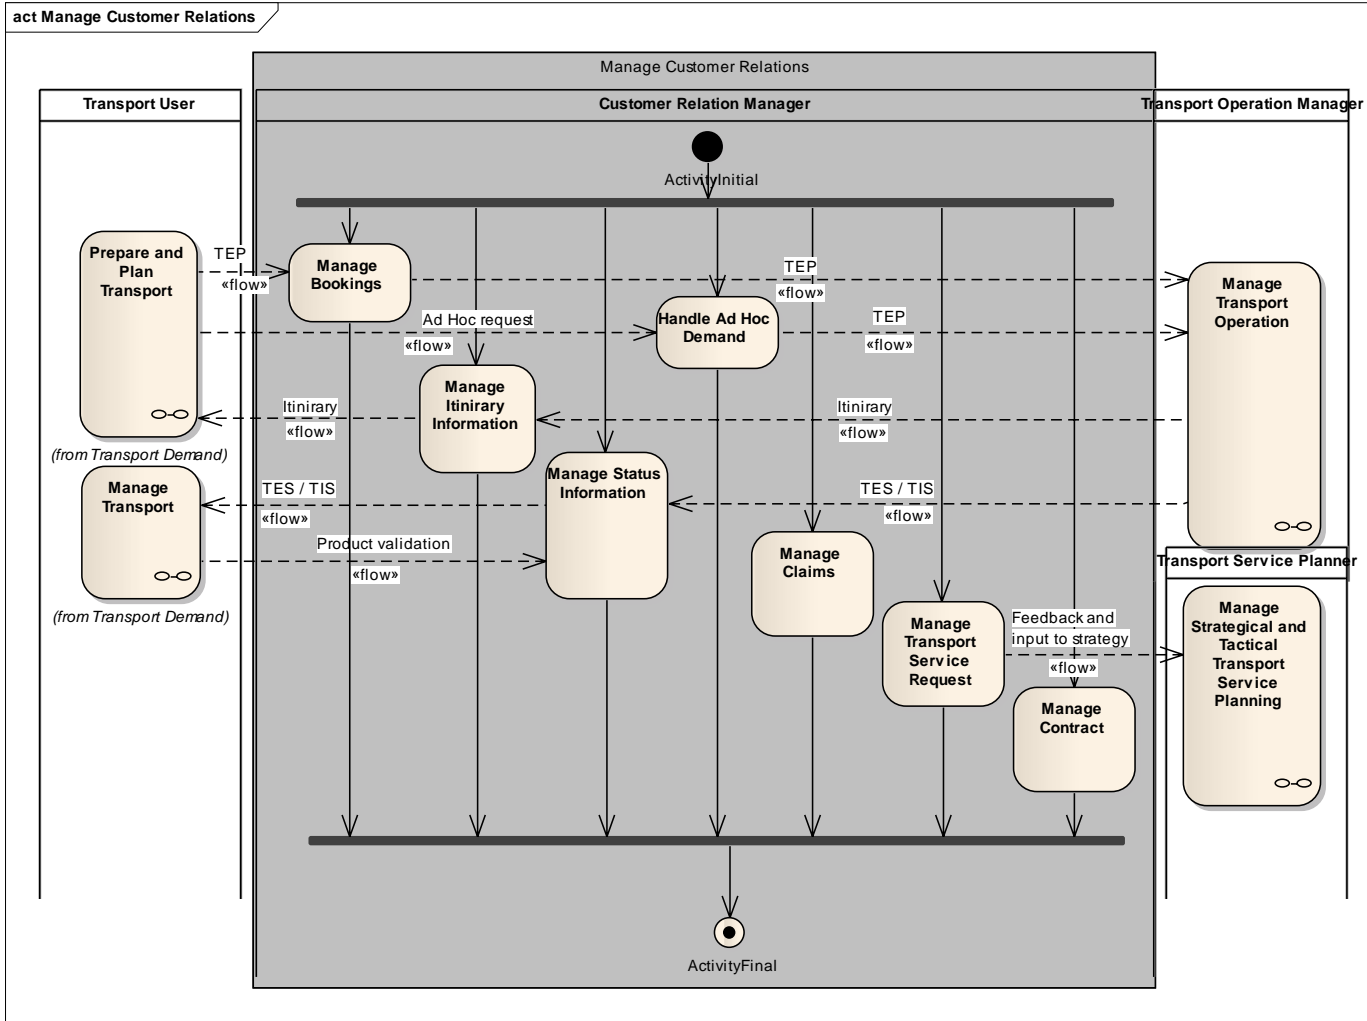 act Manage Customer Relations
Manage Customer Relations
Transport User
Customer Relation Manager
Transport Operation Manager
ActivityInitial
Prepare and
Plan
Transport
(from Transport Demand)
TEP
«flow»
Manage
Bookings
TEP
«flow»
Manage
Transport
Operation
Ad Hoc request
«flow»
Handle Ad Hoc
Demand
TEP
«flow»
Itinirary
«flow»
Manage
Itinirary
Information
Itinirary
«flow»
Manage
Transport
(from Transport Demand)
TES / TIS
«flow»
Manage Status
Information
TES / TIS
«flow»
Product validation
«flow»
Manage
Claims
Transport Service Planner
Manage
Transport
Service
Request
Feedback and
input to strategy
«flow»
Manage
Strategical and
Tactical
Transport
Service
Planning
Manage
Contract
ActivityFinal